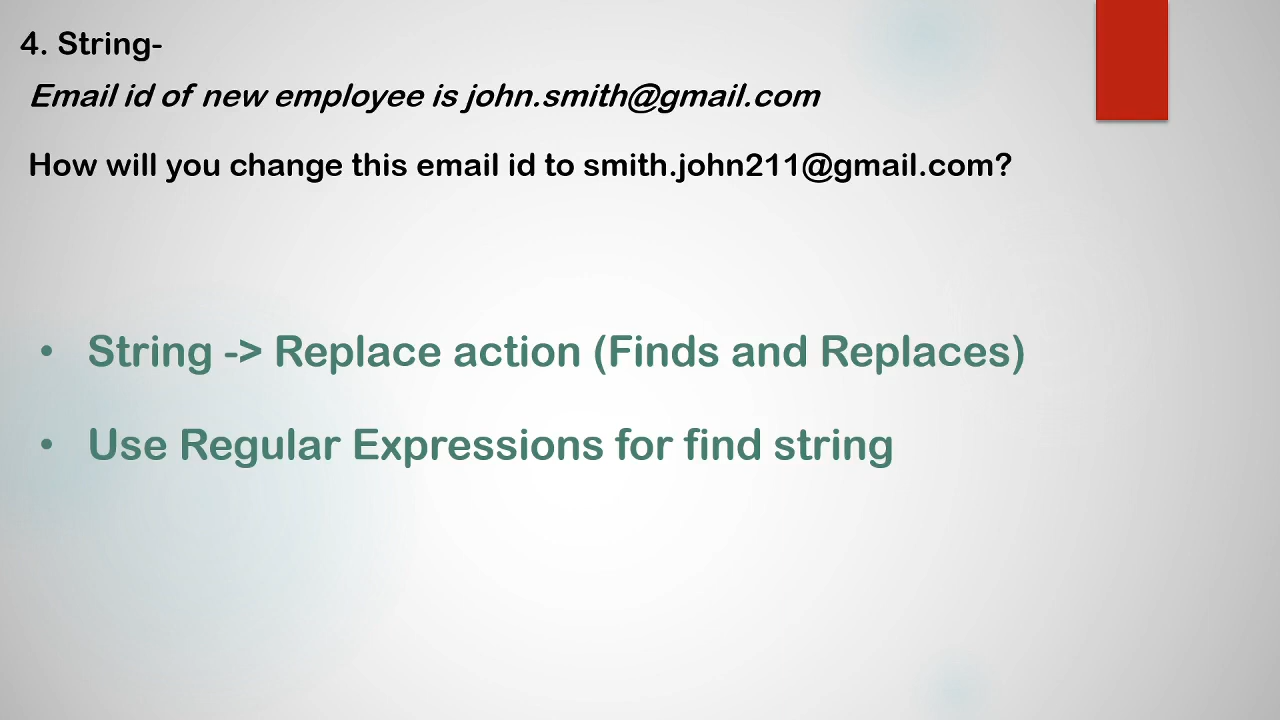 4. String-
Email id of new employee is john.smith@gmail.com
How will you change this email id to smith.john211@gmail.com?
• String -> Replace action (Finds and Replaces)
• Use Regular Expressions for find string